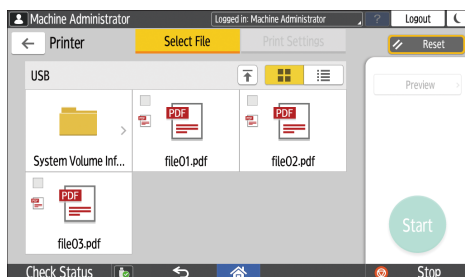 Machine Administrator
Logged in: Machine Administrator
?
Logout
Printer
Select File
Print Settings
Reset
USB
Preview
PDF
PDF
System Volume Inf...
file01.pdf
file02.pdf
PDF
file03.pdf
Start
Check Status
Stop